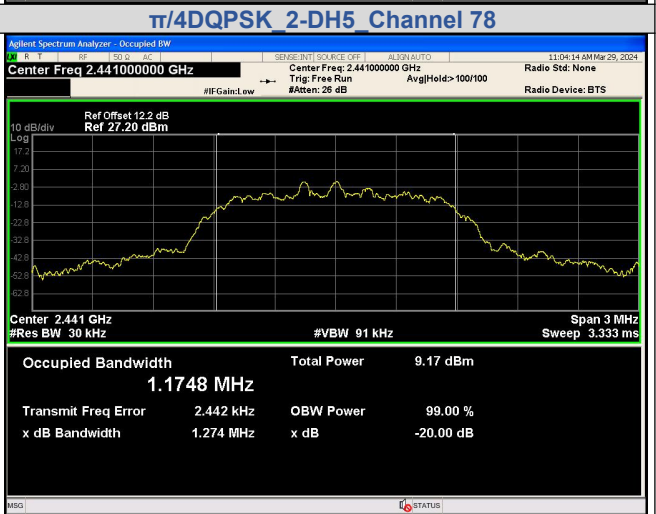 π/4DQPSK_2-DH5_Channel 78
Agilent Spectrum Analyzer - Occupied BW
R T RF 50 Ω AC SENSE:INT SOURCE OFF ALIGN AUTO 11:04:14 AM Mar 29, 2024
Center Freq 2.441000000 GHz Center Freq: 2.441000000 GHz Radio Std: None
Trig: Free Run Avg|Hold:>100/100
#IFGain:Low #Atten: 26 dB Radio Device: BTS
Ref Offset 12.2 dB
10 dB/div Ref 27.20 dBm
Log
17.2
7.20
-2.80
-12.8
-22.8
-32.8
-42.8
-52.8
-62.8
Center 2.441 GHz Span 3 MHz
#Res BW 30 kHz #VBW 91 kHz Sweep 3.333 ms
Occupied Bandwidth Total Power 9.17 dBm
1.1748 MHz
Transmit Freq Error 2.442 kHz OBW Power 99.00 %
x dB Bandwidth 1.274 MHz x dB -20.00 dB
MSG STATUS